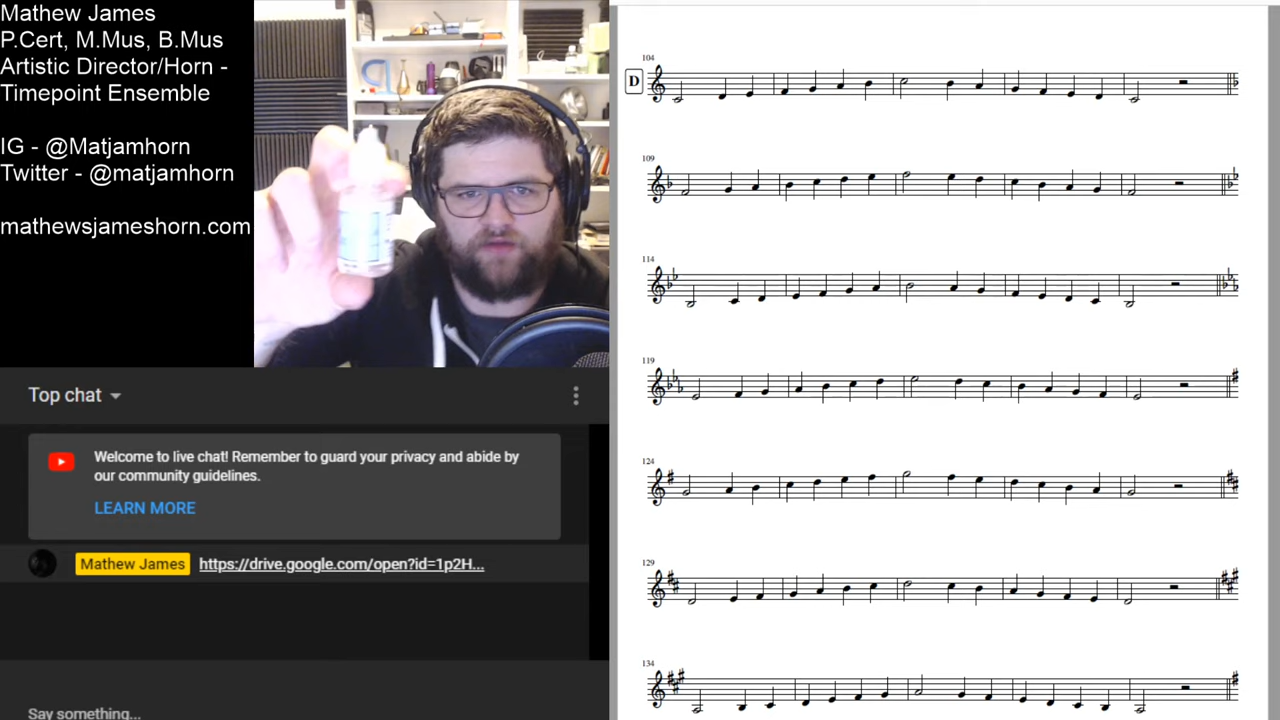 Mathew James
P.Cert, M.Mus, B.Mus
Artistic Director/Horn -
Timepoint Ensemble
IG - @Matjamhorn
Twitter - @matjamhorn
mathewsjameshorn.com
Top chat
Welcome to live chat! Remember to guard your privacy and abide by
our community guidelines.
LEARN MORE
Mathew James https://drive.google.com/open?id=1p2H...
Say something...
104
D
109
114
119
124
129
134